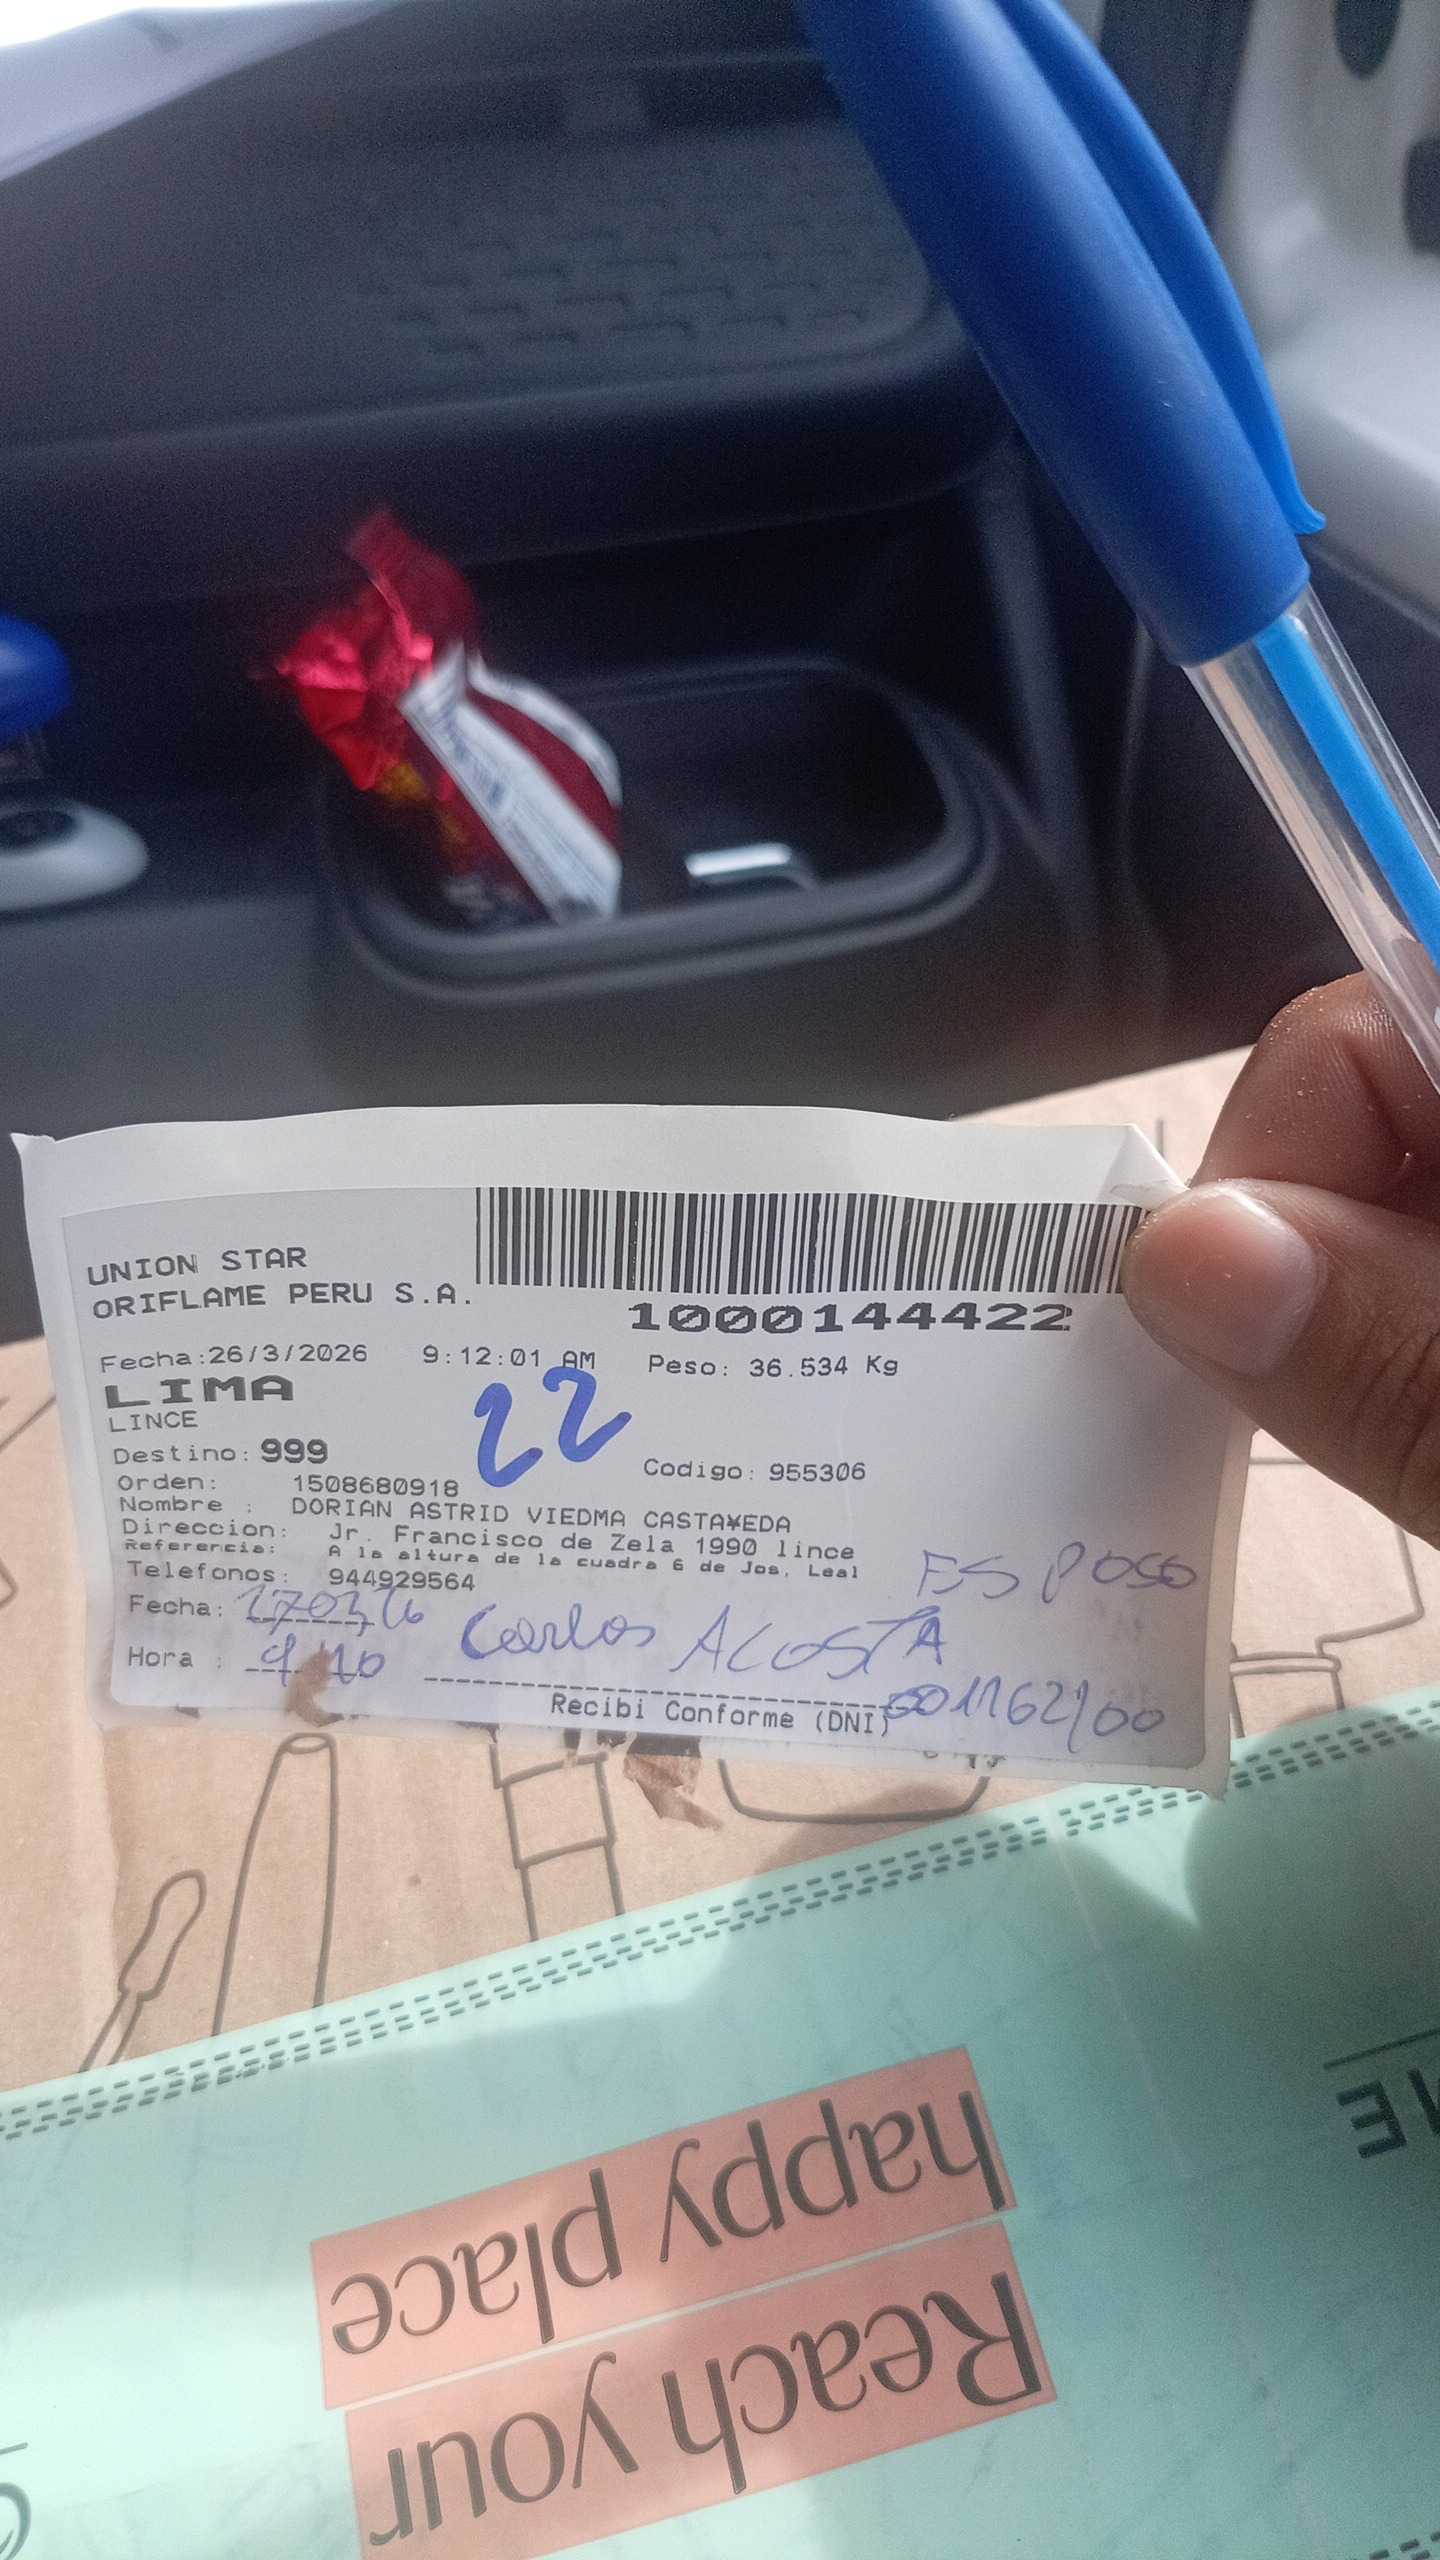 UNION STAR
ORIFLAME PERU S.A.
1000144422
Fecha:26/3/2026 9:12:01 AM Peso: 36.534 Kg
LIMA
22
LINCE
Destino: 999
Codigo: 955306
Orden: 1508680918
Nombre : DORIAN ASTRID VIEDMA CASTA¥EDA
Direccion: Jr. Francisco de Zela 1990 lince
Referencia: A la altura de la cuadra 6 de Jos. Leal
Telefonos: 944929564
ESPOSO
Fecha: 270326
Carlos ACOSTA
Hora :
Recibi Conforme (DNI)
Reach your
happy place